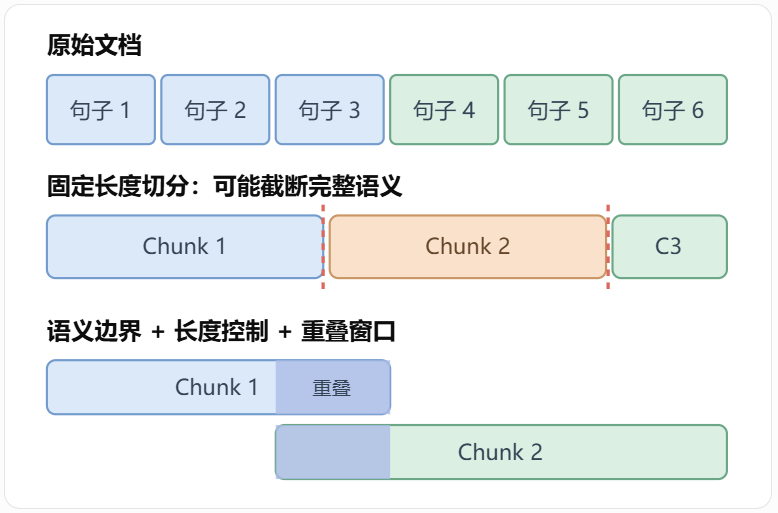 原始文档
句子 1 句子 2 句子 3 句子 4 句子 5 句子 6
固定长度切分：可能截断完整语义
Chunk 1 Chunk 2 C3
语义边界 + 长度控制 + 重叠窗口
Chunk 1 重叠
Chunk 2